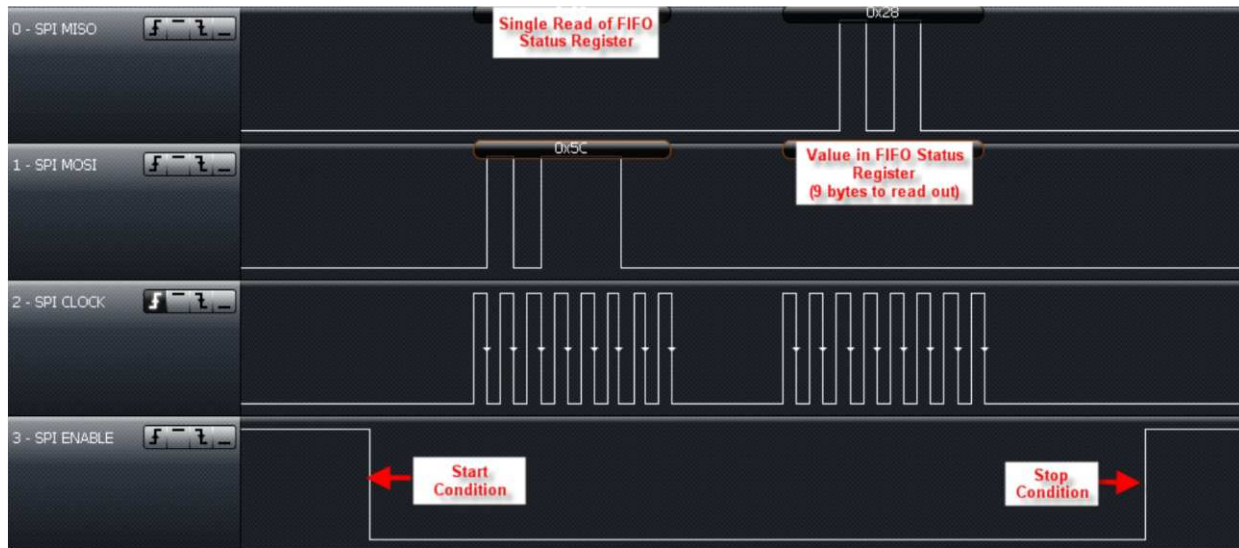 0 - SPI MISO
Single Read of FIFO
Status Register
0x28
1 - SPI MOSI
0x5C
Value in FIFO Status
Register
(9 bytes to read out)
2 - SPI CLOCK
3 - SPI ENABLE
Start
Condition
Stop
Condition